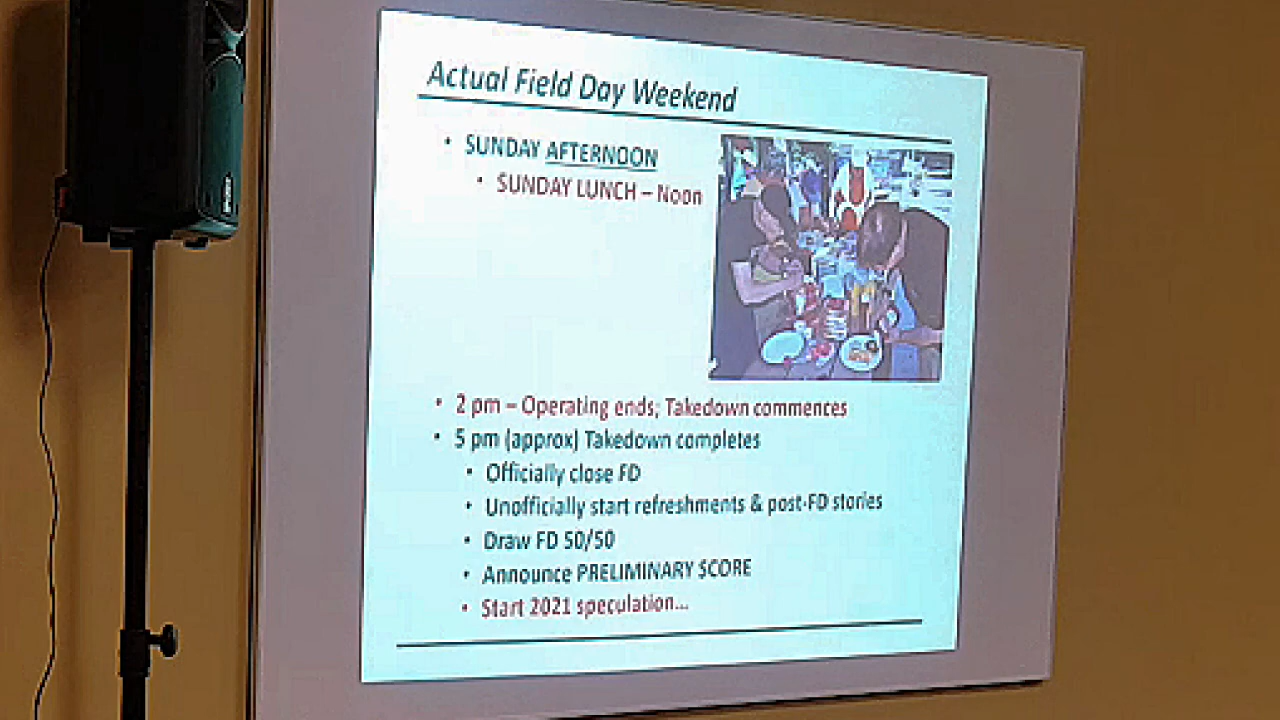 Actual Field Day Weekend
• SUNDAY AFTERNOON
• SUNDAY LUNCH – Noon
• 2 pm – Operating ends; Takedown commences
• 5 pm (approx) Takedown completes
• Officially close FD
• Unofficially start refreshments & post-FD stories
• Draw FD 50/50
• Announce PRELIMINARY SCORE
• Start 2021 speculation...